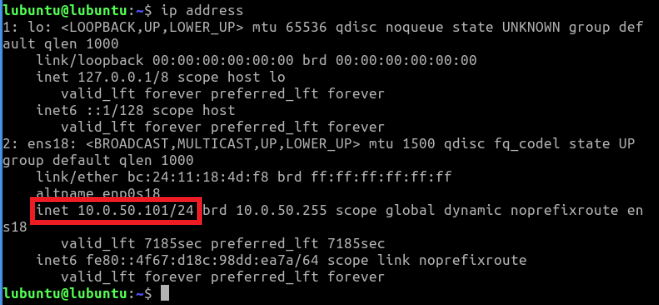 lubuntu@lubuntu:~$ ip address
1: lo: <LOOPBACK,UP,LOWER_UP> mtu 65536 qdisc noqueue state UNKNOWN group def
ault qlen 1000
link/loopback 00:00:00:00:00:00 brd 00:00:00:00:00:00
inet 127.0.0.1/8 scope host lo
valid_lft forever preferred_lft forever
inet6 ::1/128 scope host
valid_lft forever preferred_lft forever
2: ens18: <BROADCAST,MULTICAST,UP,LOWER_UP> mtu 1500 qdisc fq_codel state UP
group default qlen 1000
link/ether bc:24:11:18:4d:f8 brd ff:ff:ff:ff:ff:ff
altname enp0s18
inet 10.0.50.101/24 brd 10.0.50.255 scope global dynamic noprefixroute en
s18
valid_lft 7185sec preferred_lft 7185sec
inet6 fe80::4f67:d18c:98dd:ea7a/64 scope link noprefixroute
valid_lft forever preferred_lft forever
lubuntu@lubuntu:~$